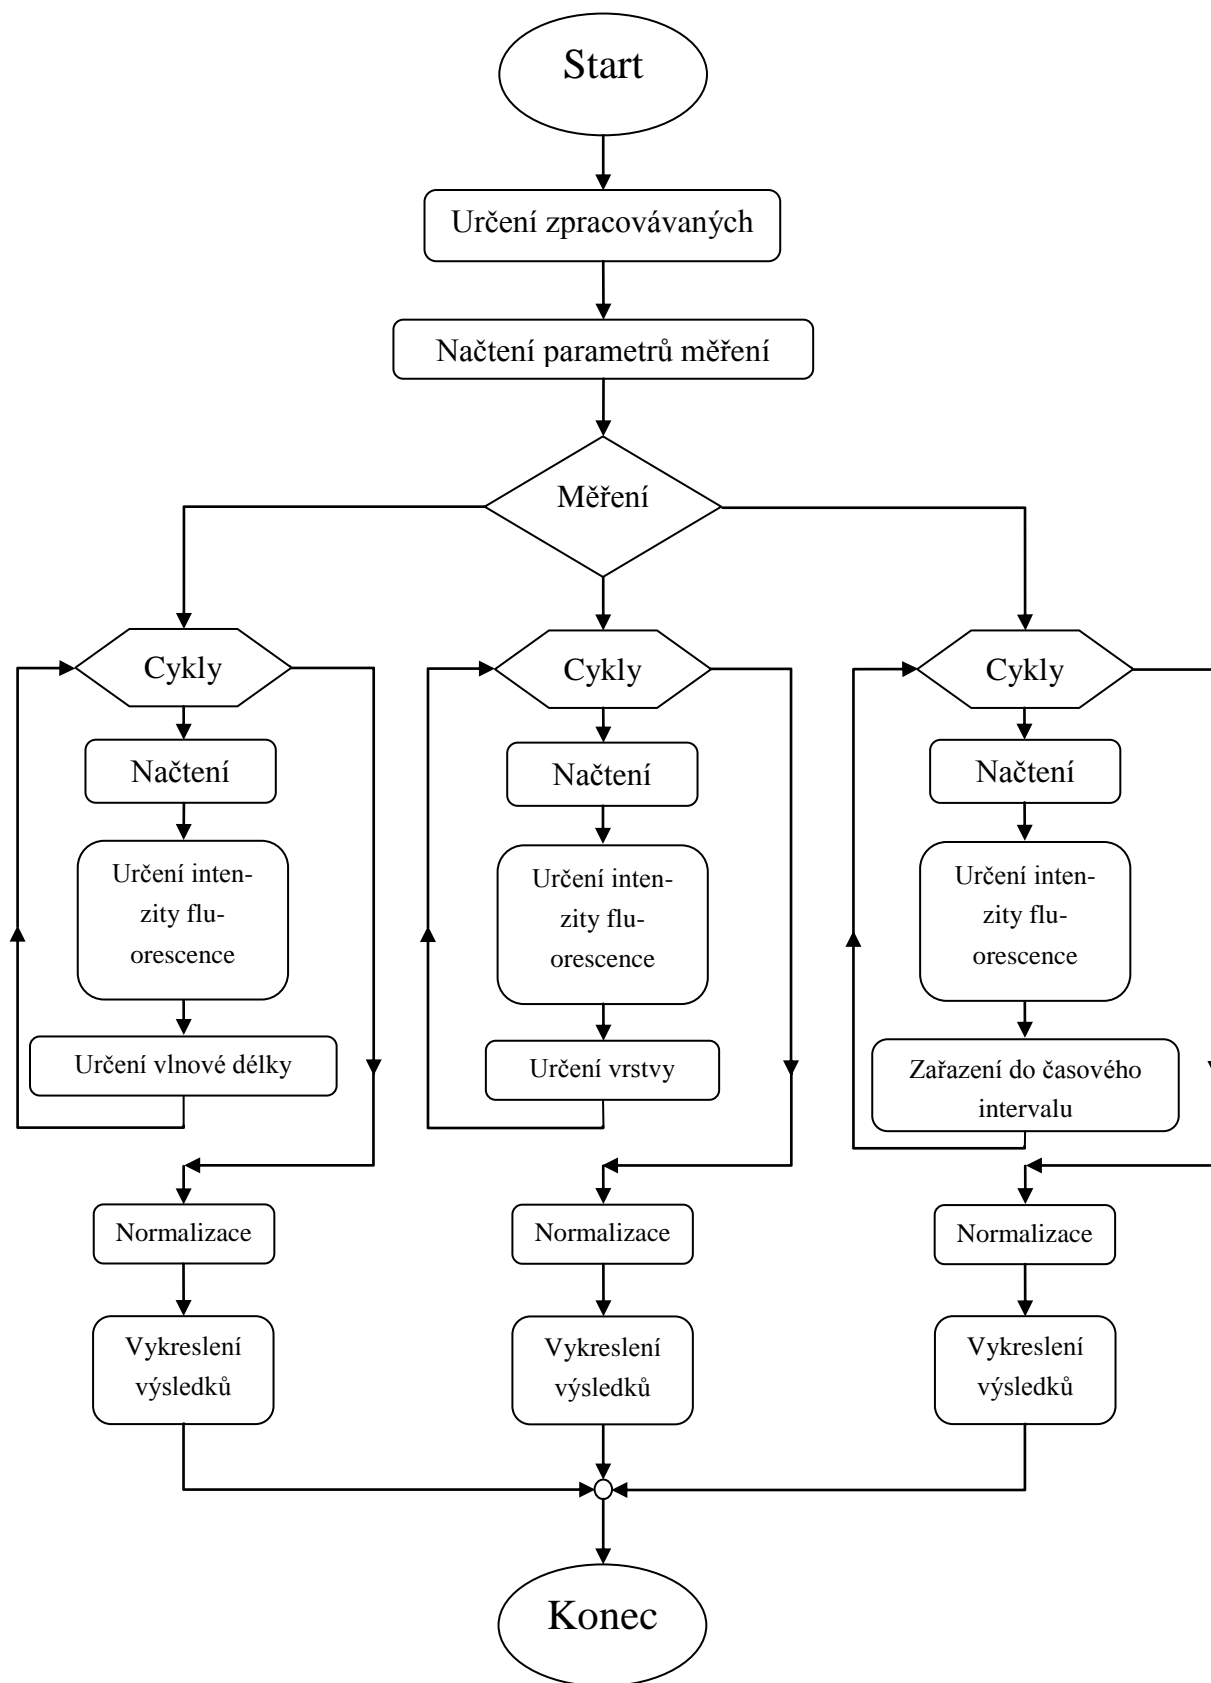 Start
Určení zpracovávaných
Načtení parametrů měření
Měření
Cykly
Načtení
Určení inten-
zity flu-
orescence
Určení vlnové délky
Normalizace
Vykreslení
výsledků
Cykly
Načtení
Určení inten-
zity flu-
orescence
Určení vrstvy
Normalizace
Vykreslení
výsledků
Cykly
Načtení
Určení inten-
zity flu-
orescence
Zařazení do časového
intervalu
Normalizace
Vykreslení
výsledků
Konec